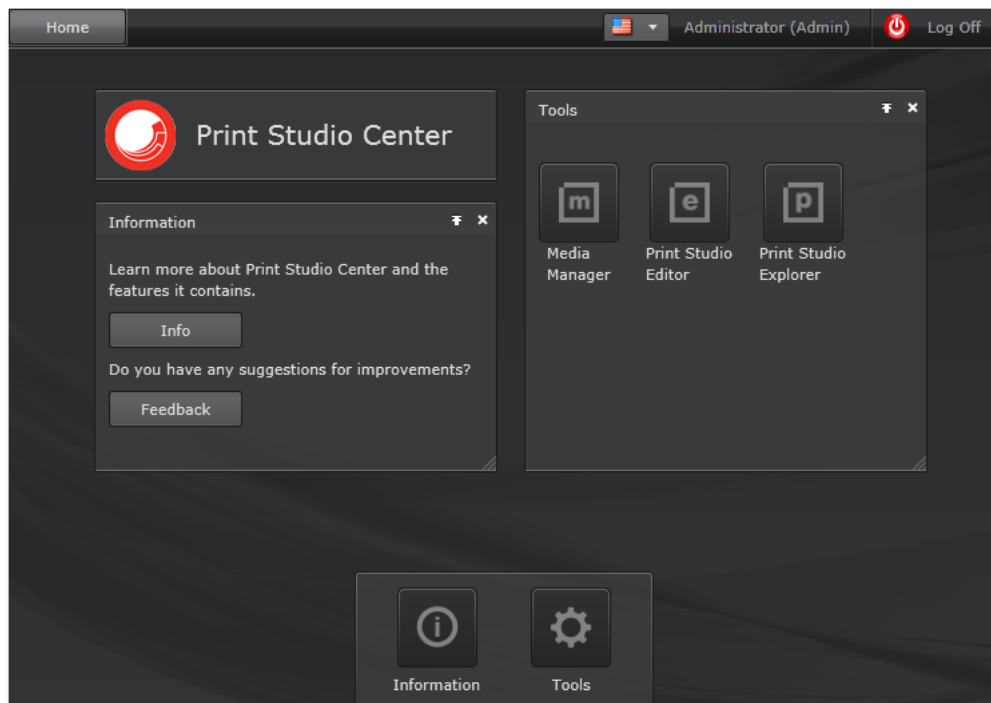 Home
Administrator (Admin)
Log Off
Print Studio Center
Information
Learn more about Print Studio Center and the
features it contains.
Info
Do you have any suggestions for improvements?
Feedback
Tools
m
e
p
Media
Manager
Print Studio
Editor
Print Studio
Explorer
Information
Tools